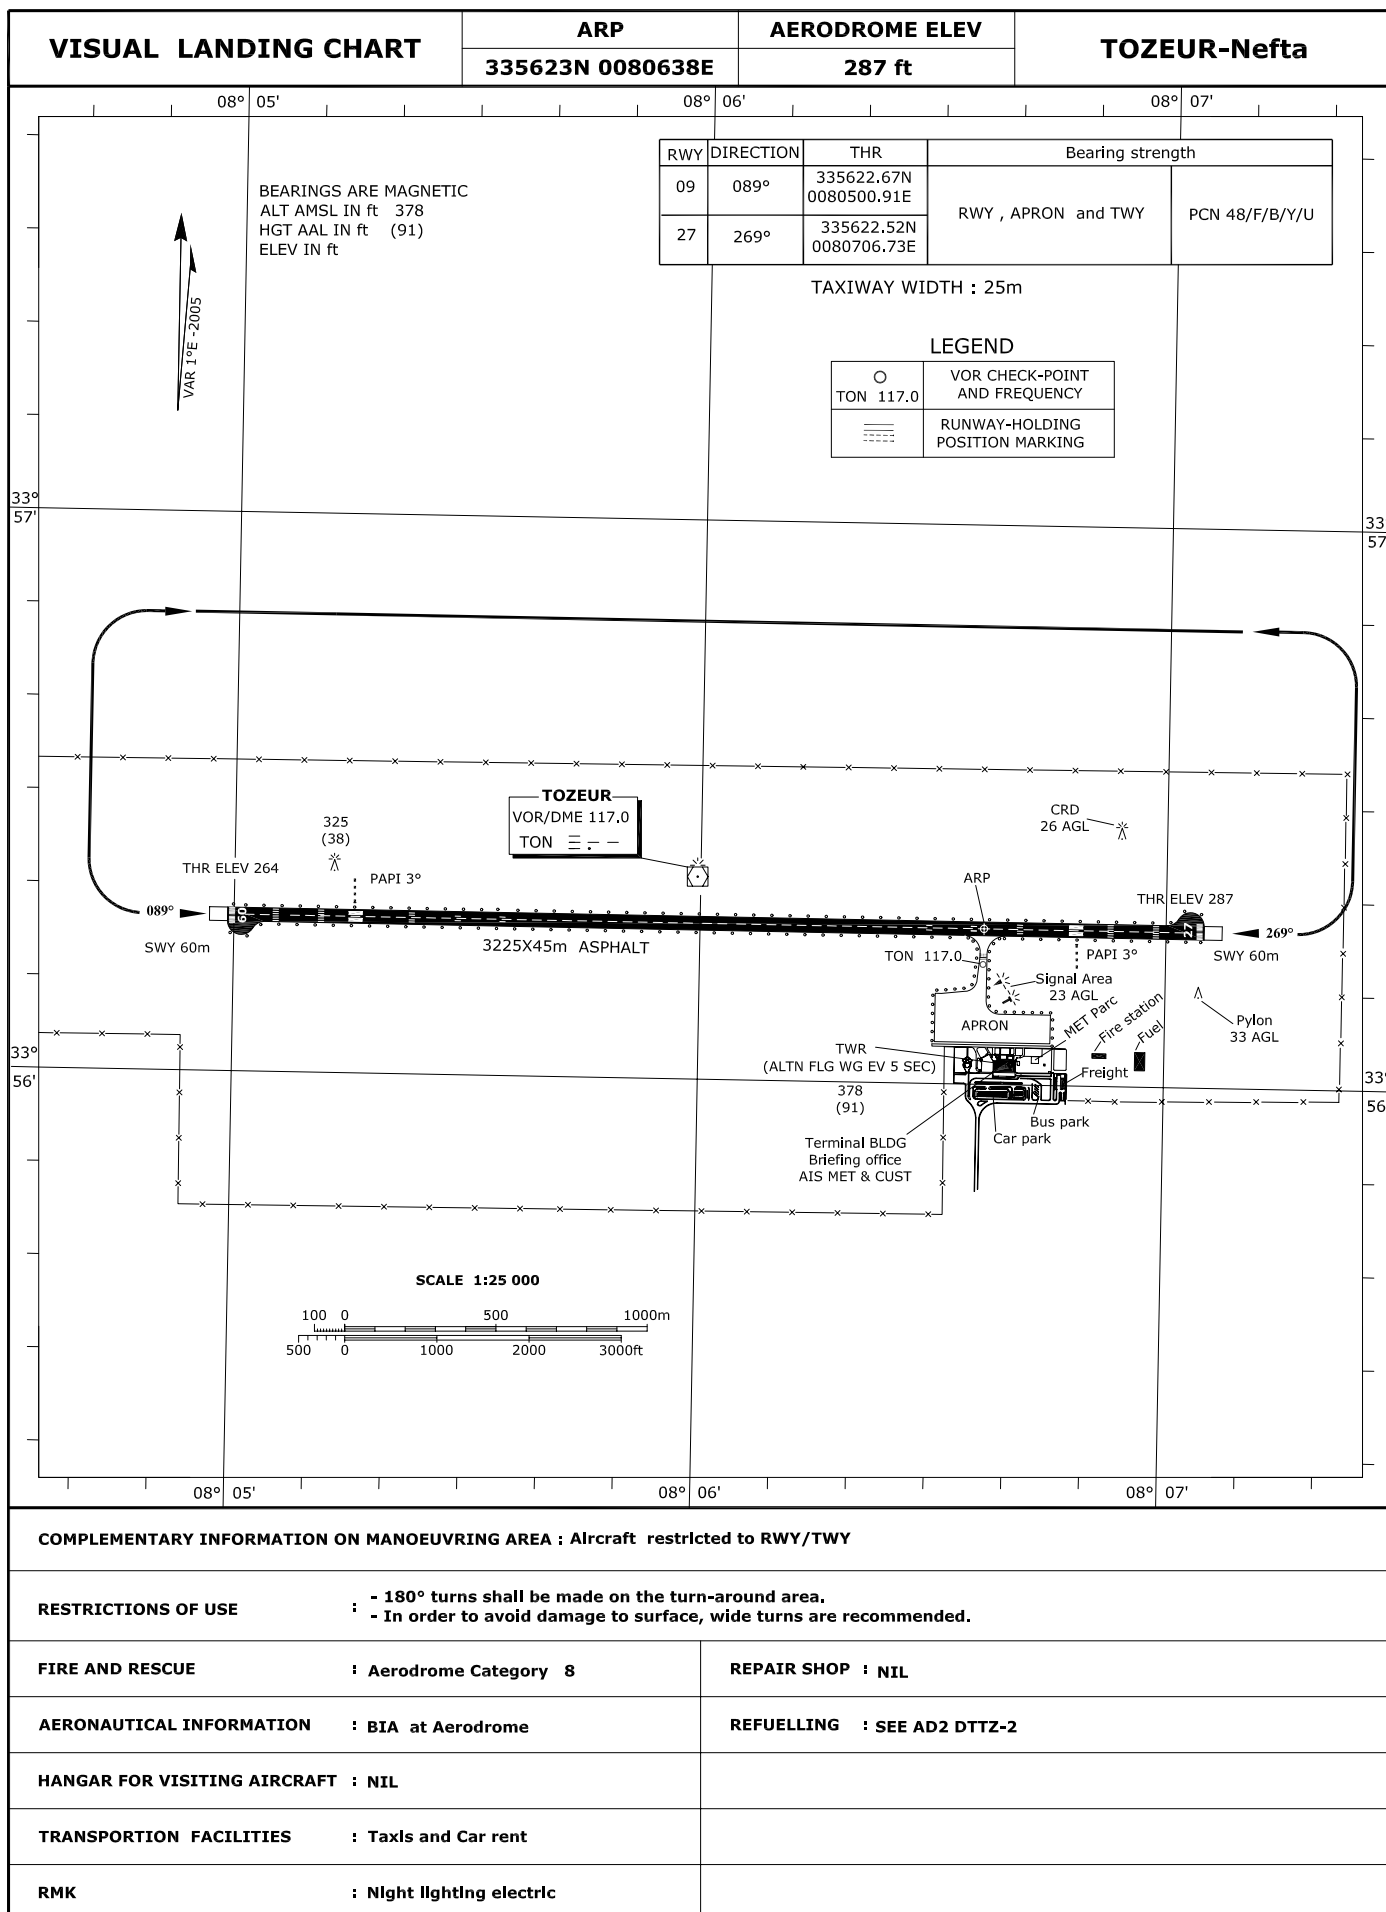 VISUAL LANDING CHART
ARP
335623N 0080638E
AERODROME ELEV
287 ft
TOZEUR-Nefta
08° 05'
08° 06'
08° 07'
RWY DIRECTION THR Bearing strength
09 089° 335622.67N
0080500.91E
27 269° 335622.52N
0080706.73E
RWY , APRON and TWY
PCN 48/F/B/Y/U
BEARINGS ARE MAGNETIC
ALT AMSL IN ft 378
HGT AAL IN ft (91)
ELEV IN ft
VAR 1°E -2005
TAXIWAY WIDTH : 25m
LEGEND
TON 117.0
VOR CHECK-POINT
AND FREQUENCY
RUNWAY-HOLDING
POSITION MARKING
33°
57'
33
57
TOZEUR
VOR/DME 117.0
TON
325
(38)
CRD
26 AGL
THR ELEV 264
PAPI 3°
ARP
THR ELEV 287
089°
09
27
269°
SWY 60m
3225X45m ASPHALT
TON 117.0
PAPI 3°
SWY 60m
Signal Area
23 AGL
MET Parc
Fire station
Fuel
Pylon
33 AGL
APRON
33°
56'
33°
56
TWR
(ALTN FLG WG EV 5 SEC)
378
(91)
Freight
Bus park
Car park
Terminal BLDG
Briefing office
AIS MET & CUST
SCALE 1:25 000
100 0 500 1000m
500 0 1000 2000 3000ft
08° 05'
08° 06'
08° 07'
COMPLEMENTARY INFORMATION ON MANOEUVRING AREA : Aircraft restricted to RWY/TWY
RESTRICTIONS OF USE :
- 180° turns shall be made on the turn-around area.
- In order to avoid damage to surface, wide turns are recommended.
FIRE AND RESCUE : Aerodrome Category 8
REPAIR SHOP : NIL
AERONAUTICAL INFORMATION : BIA at Aerodrome
REFUELLING : SEE AD2 DTTZ-2
HANGAR FOR VISITING AIRCRAFT : NIL
TRANSPORTION FACILITIES : Taxis and Car rent
RMK : Night lighting electric